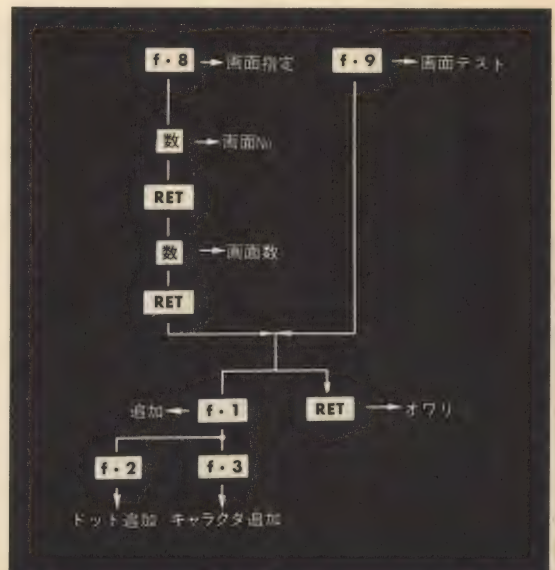 f・8 →画面指定
f・9 →画面テスト
数 →画面No
RET
数 →画面数
RET
追加← f・1
RET →オワリ
f・2
f・3
ドット追加
キャラクタ追加